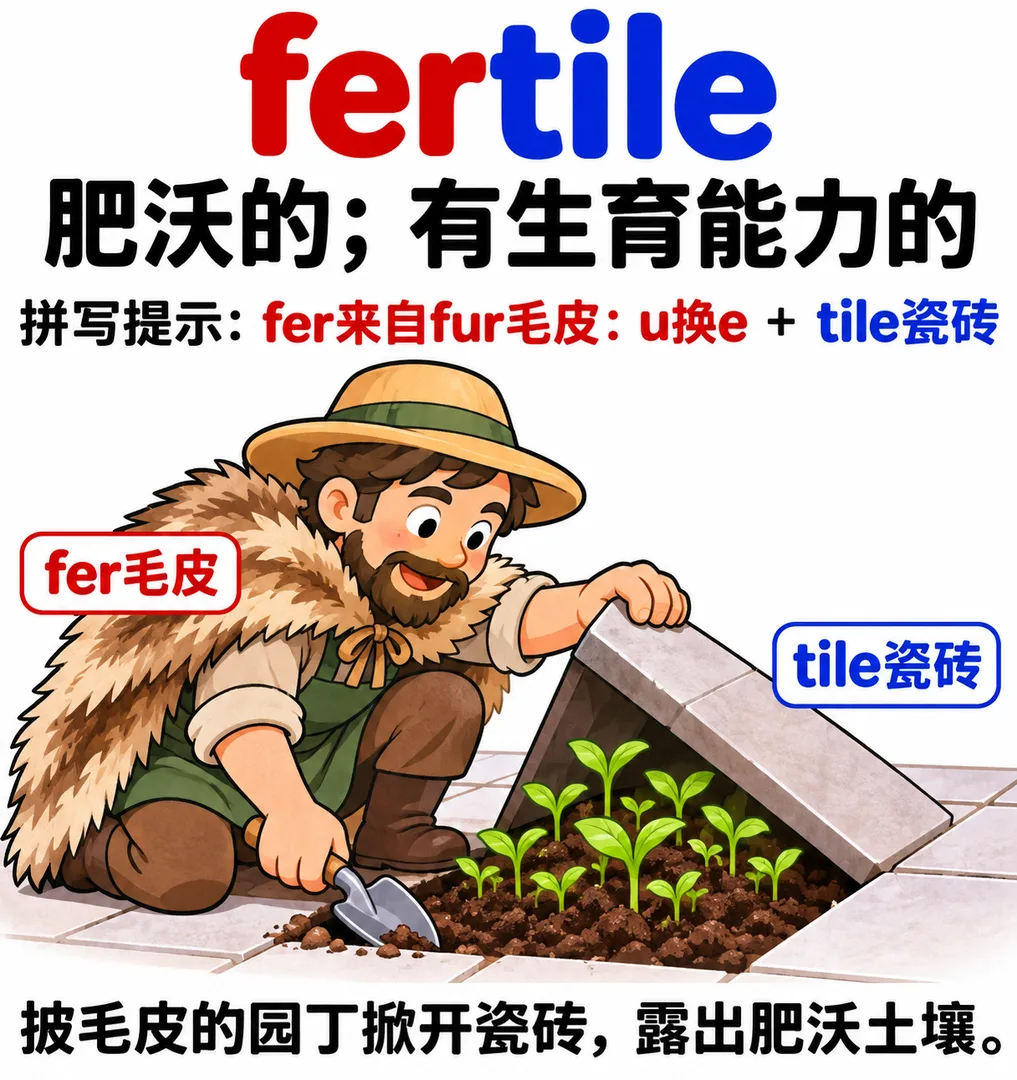 fertile
肥沃的；有生育能力的
拼写提示：fer来自fur毛皮：u换e + tile瓷砖
fer毛皮
tile瓷砖
披毛皮的园丁掀开瓷砖，露出肥沃土壤。